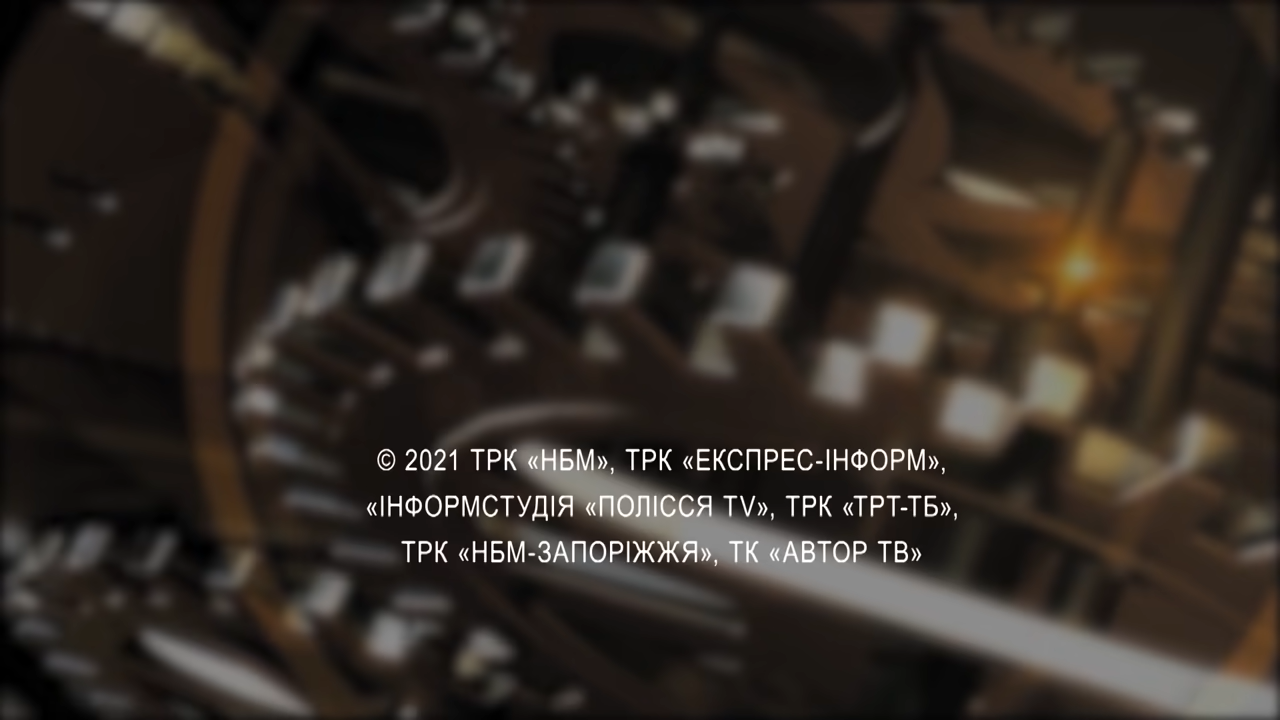 © 2021 ТРК «НБМ», ТРК «ЕКСПРЕС-ІНФОРМ»,
«ІНФОРМСТУДІЯ «ПОЛІССЯ TV», ТРК «ТРТ-ТБ»,
ТРК «НБМ-ЗАПОРІЖЖЯ», ТК «АВТОР ТВ»